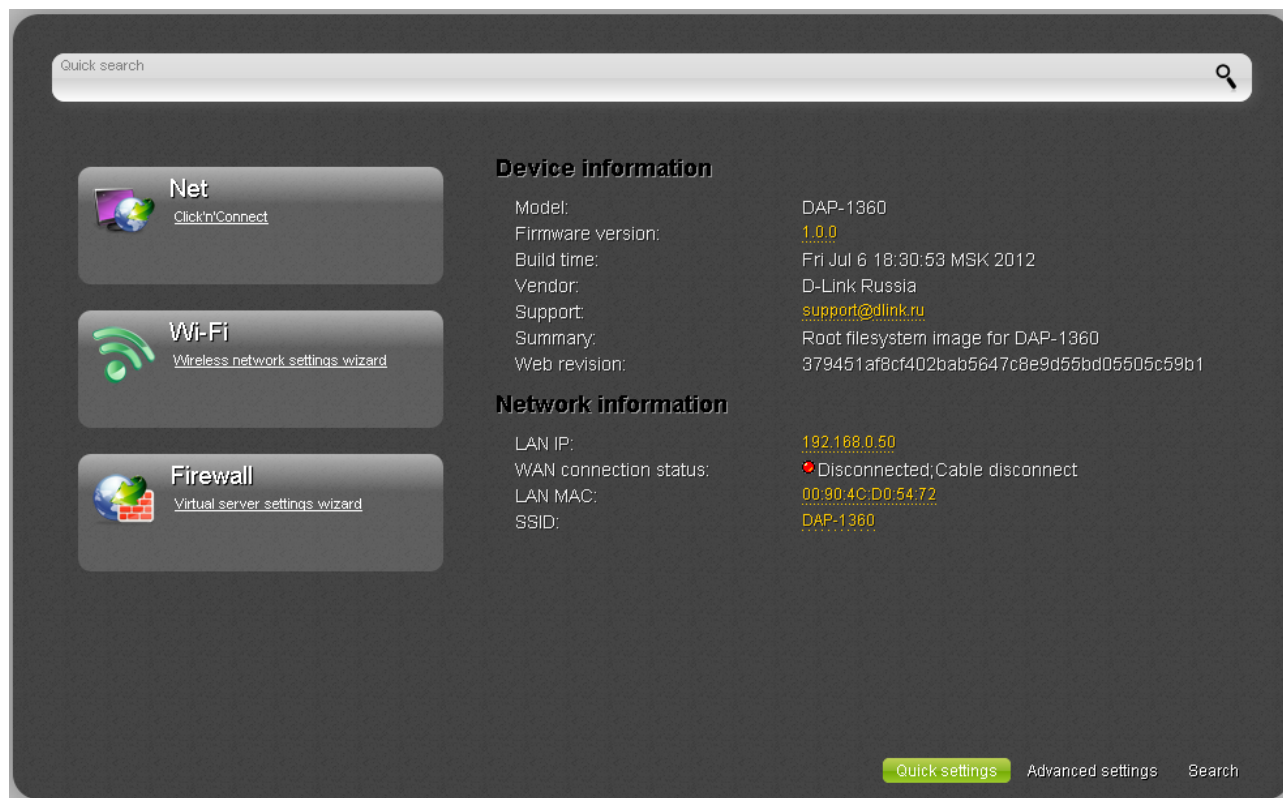 Quick search
Net
Click'n'Connect
Wi-Fi
Wireless network settings wizard
Firewall
Virtual server settings wizard
Device information
Model: DAP-1360
Firmware version: 1.0.0
Build time: Fri Jul 6 18:30:53 MSK 2012
Vendor: D-Link Russia
Support: support@dlink.ru
Summary: Root filesystem image for DAP-1360
Web revision: 379451af8cf402bab5647c8e9d55bd05505c59b1
Network information
LAN IP: 192.168.0.50
WAN connection status: Disconnected;Cable disconnect
LAN MAC: 00:90:4C:D0:54:72
SSID: DAP-1360
Quick settings Advanced settings Search